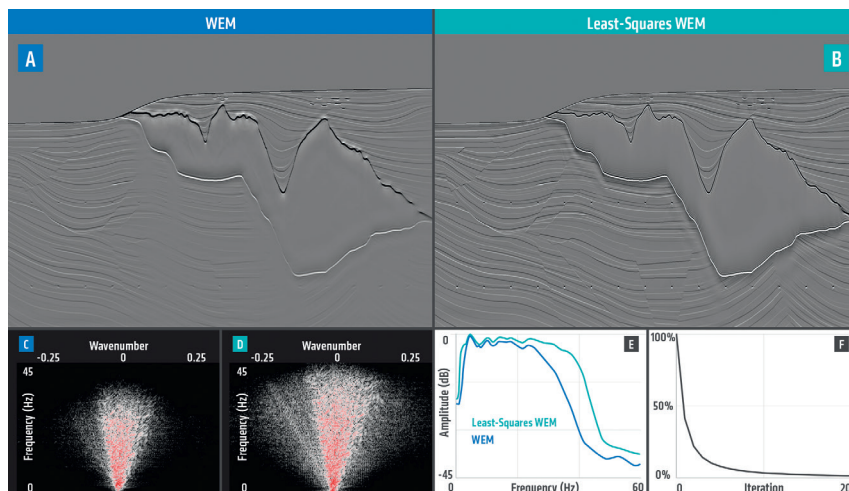 WEM
Least-Squares WEM
A
B
C
Wavenumber
-0.25 0 0.25
45
Frequency (Hz)
0
D
Wavenumber
-0.25 0 0.25
45
Frequency (Hz)
0
E
0
Amplitude (dB)
-45
Least-Squares WEM
WEM
0 Frequency (Hz) 60
F
100%
50%
0%
0 Iteration 20